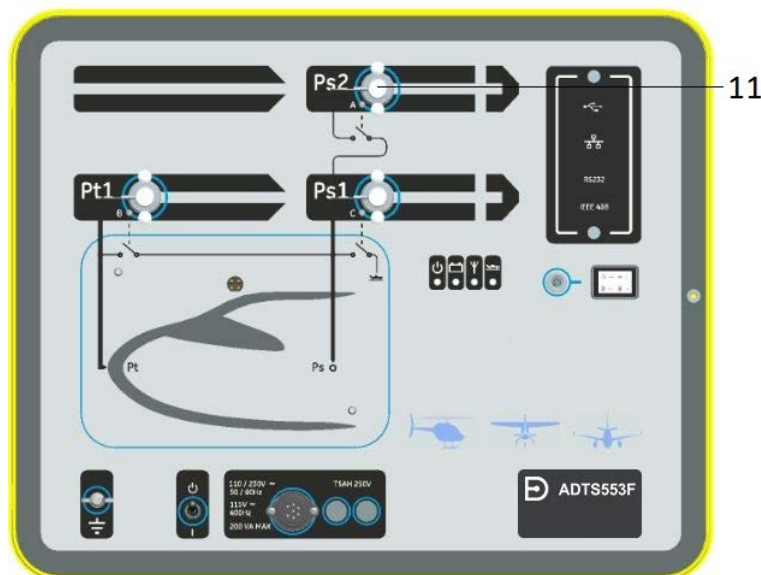 Ps2
11
A
RS232
IEEE 488
Pt1
Ps1
B
C
Pt
Ps
110 / 230V ~
50 / 60Hz
115V ~
400Hz
200 VA MAX
T5AH 250V
ADTS553F